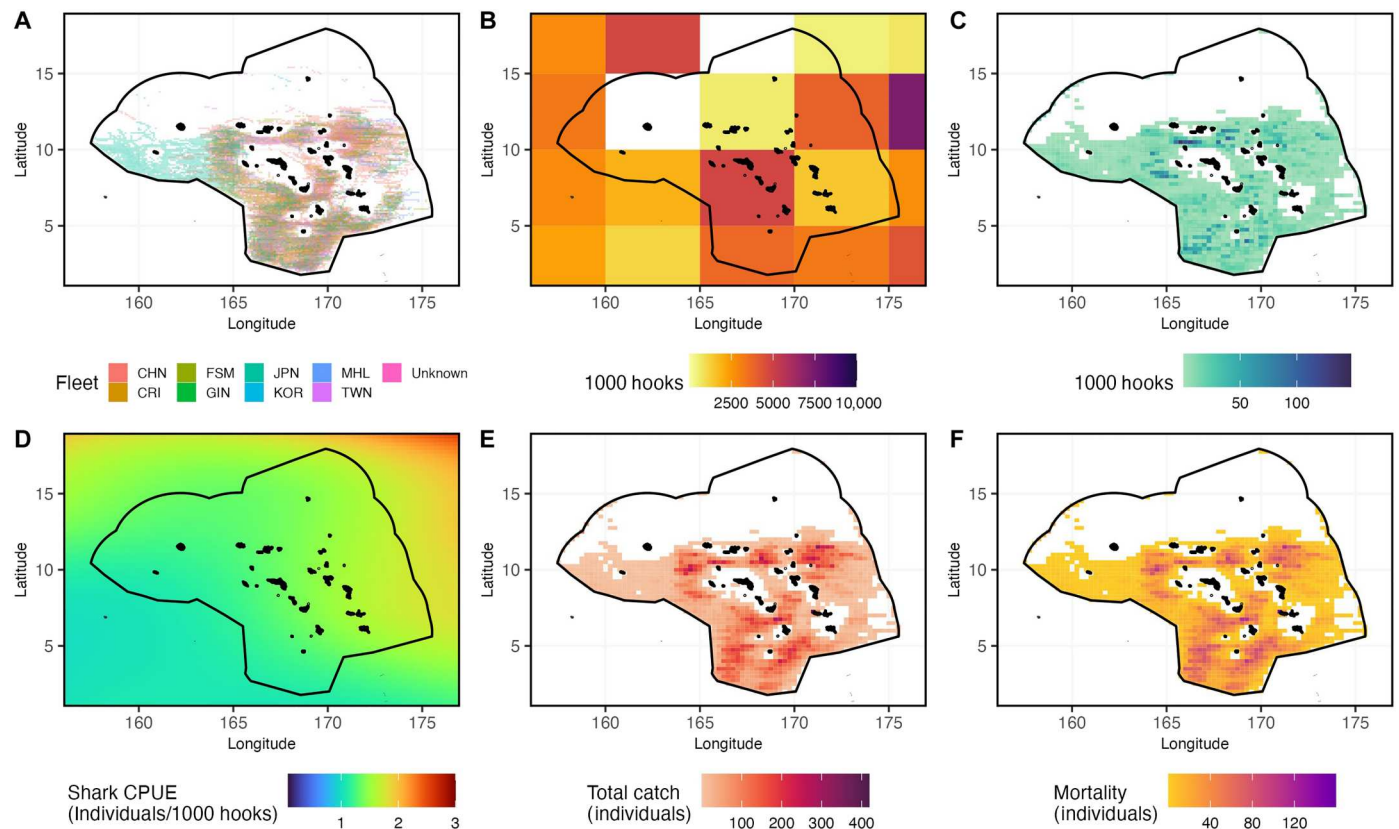 A
Latitude
15
10
5
160 165 170 175
Longitude
Fleet
CHN FSM JPN MHL Unknown
CRI GIN KOR TWN
B
Latitude
15
10
5
160 165 170 175
Longitude
1000 hooks
2500 5000 7500 10,000
C
Latitude
15
10
5
160 165 170 175
Longitude
1000 hooks
50 100
D
Latitude
15
10
5
160 165 170 175
Longitude
Shark CPUE
(Individuals/1000 hooks)
1 2 3
E
Latitude
15
10
5
160 165 170 175
Longitude
Total catch
(individuals)
100 200 300 400
F
Latitude
15
10
5
160 165 170 175
Longitude
Mortality
(individuals)
40 80 120